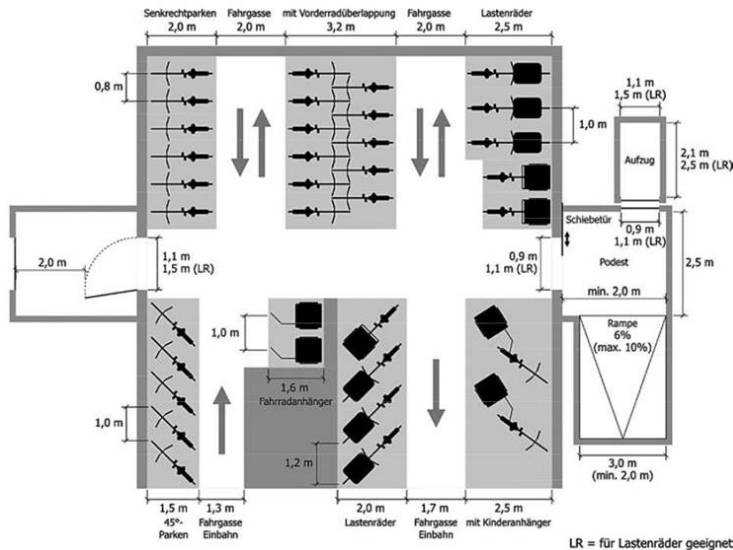 Senkrechtparken
2,0 m
Fahrgasse
2,0 m
mit Vorderradüberlappung
3,2 m
Fahrgasse
2,0 m
Lastenräder
2,5 m
0,8 m
1,0 m
1,1 m
1,5 m (LR)
Aufzug
2,1 m
2,5 m (LR)
Schiebetür
0,9 m
1,1 m (LR)
2,0 m
1,1 m
1,5 m (LR)
0,9 m
1,1 m (LR)
Podest
2,5 m
min. 2,0 m
1,0 m
1,6 m
Fahrradanhänger
Rampe
6%
(max. 10%)
1,0 m
1,2 m
3,0 m
(min. 2,0 m)
1,5 m
45°-
Parken
1,3 m
Fahrgasse
Einbahn
2,0 m
Lastenräder
1,7 m
Fahrgasse
Einbahn
2,5 m
mit Kinderanhänger
LR = für Lastenräder geeignet